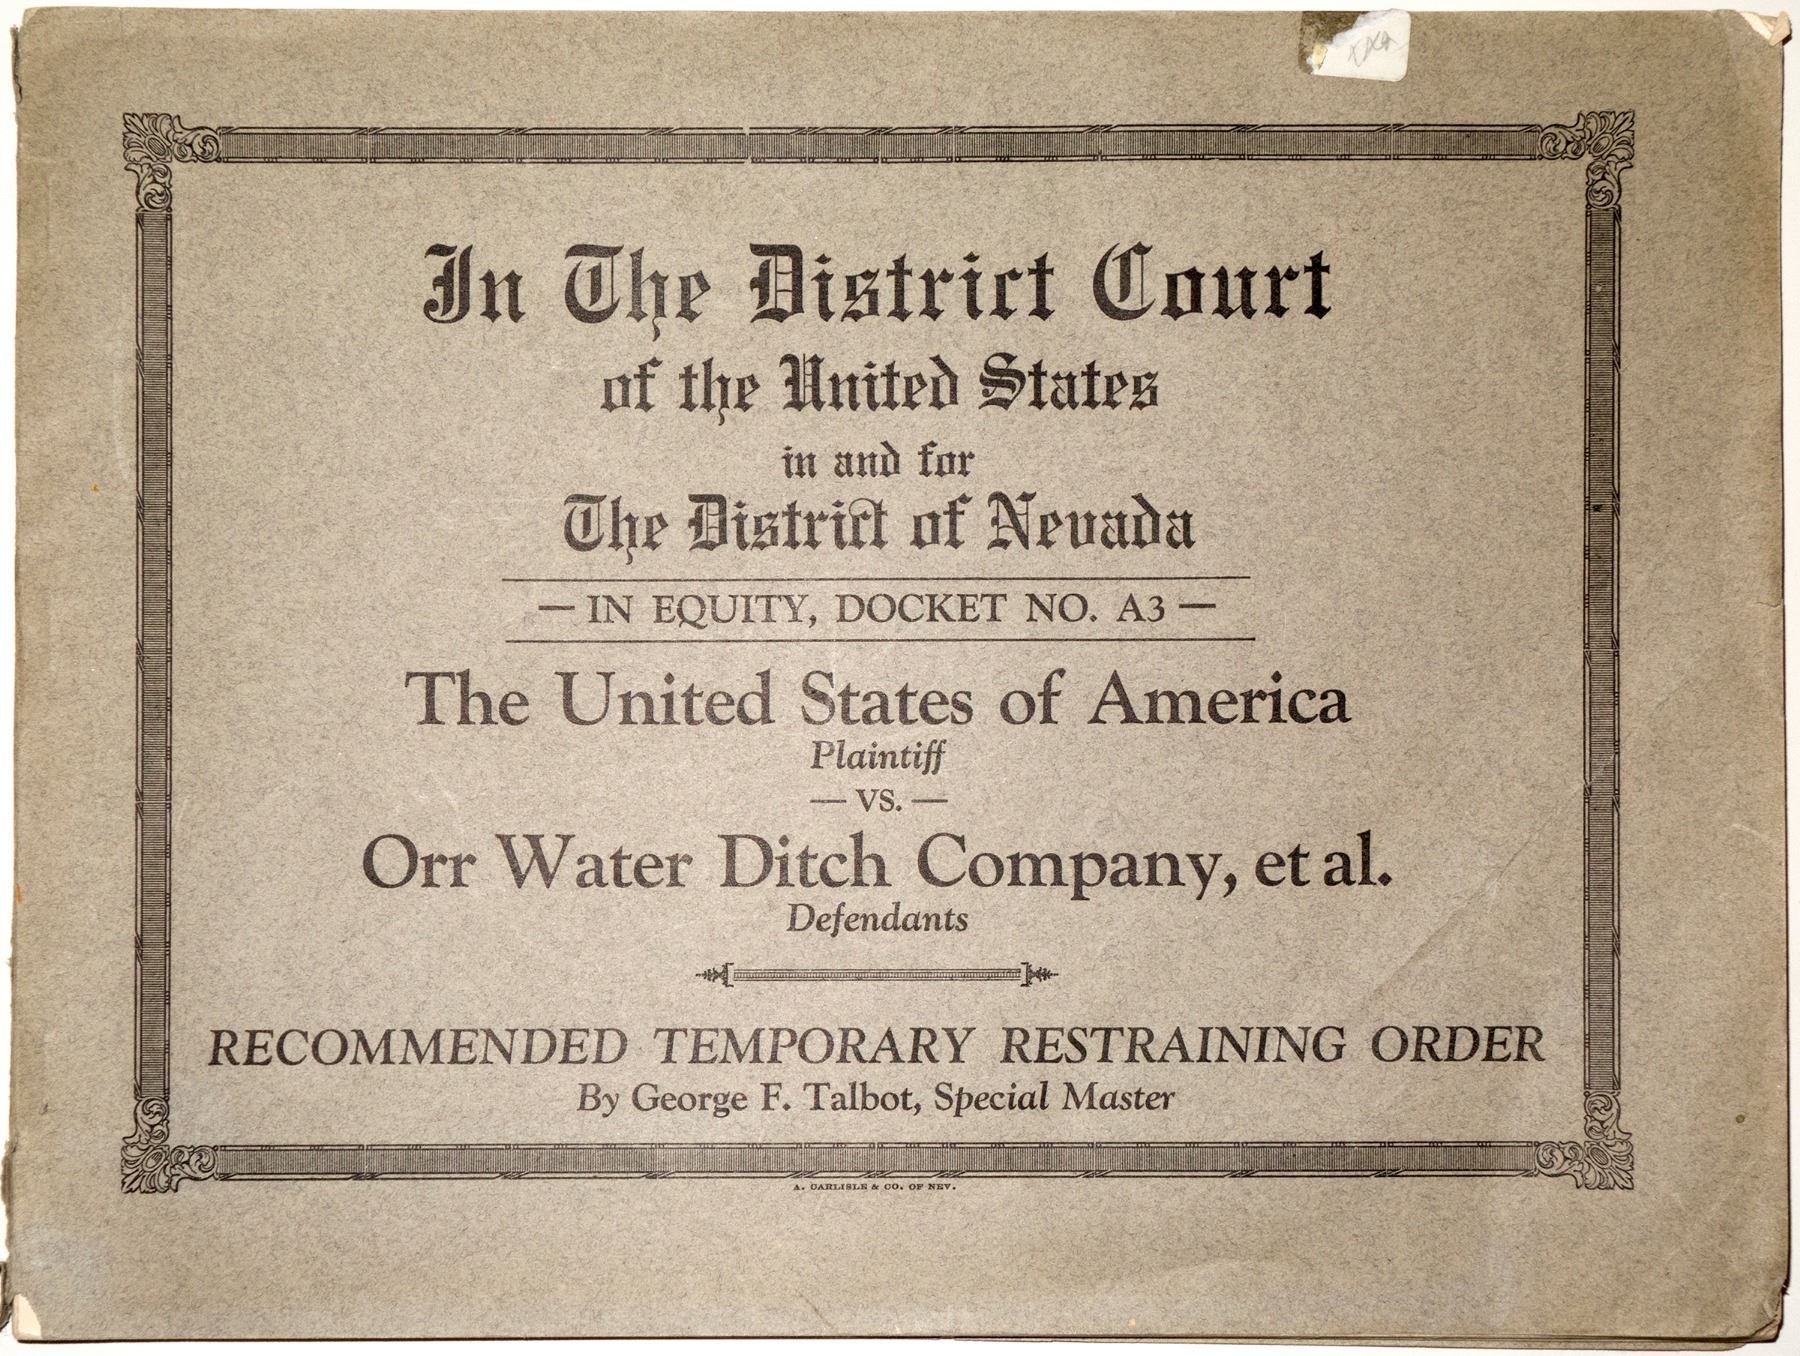 In The District Court
of the United States
in and for
The District of Nevada
— IN EQUITY, DOCKET NO. A3 —
The United States of America
Plaintiff
— VS. —
Orr Water Ditch Company, et al.
Defendants
RECOMMENDED TEMPORARY RESTRAINING ORDER
By George F. Talbot, Special Master
A. CARLISLE & CO. OF NEV.